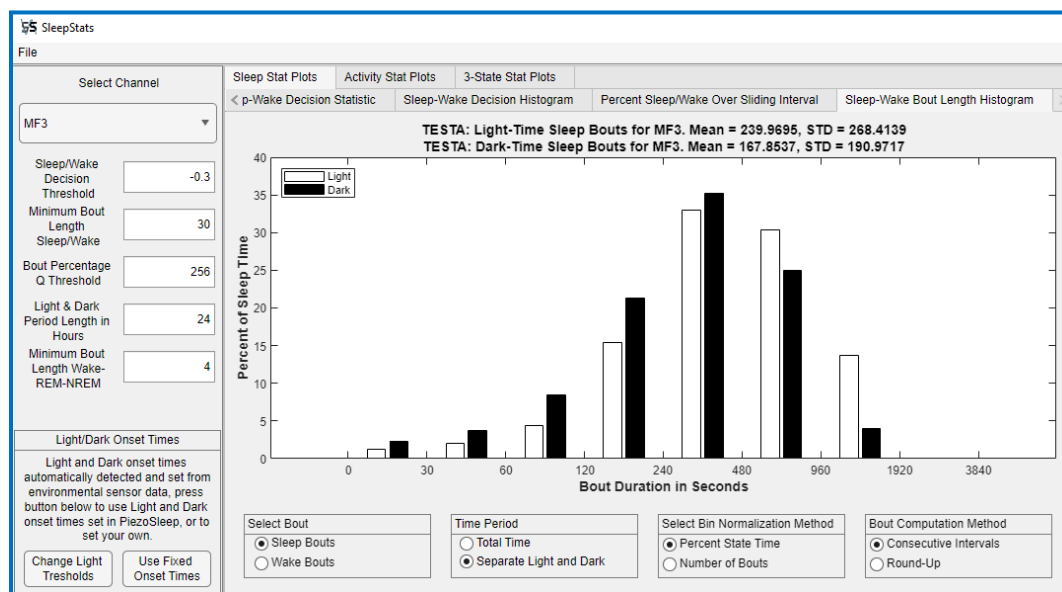 SleepStats
File
Select Channel
MF3
Sleep/Wake
Decision
Threshold
-0.3
Minimum Bout
Length
Sleep/Wake
30
Bout Percentage
Q Threshold
256
Light & Dark
Period Length in
Hours
24
Minimum Bout
Length Wake-
REM-NREM
4
Light/Dark Onset Times
Light and Dark onset times
automatically detected and set from
environmental sensor data, press
button below to use Light and Dark
onset times set in PiezoSleep, or to
set your own.
Change Light
Tresholds
Use Fixed
Onset Times
Sleep Stat Plots Activity Stat Plots 3-State Stat Plots
p-Wake Decision Statistic Sleep-Wake Decision Histogram Percent Sleep/Wake Over Sliding Interval Sleep-Wake Bout Length Histogram
TESTA: Light-Time Sleep Bouts for MF3. Mean = 239.9695, STD = 268.4139
TESTA: Dark-Time Sleep Bouts for MF3. Mean = 167.8537, STD = 190.9717
Light
Dark
Percent of Sleep Time
40
35
30
25
20
15
10
5
0
0 30 60 120 240 480 960 1920 3840
Bout Duration in Seconds
Select Bout
Sleep Bouts
Wake Bouts
Time Period
Total Time
Separate Light and Dark
Select Bin Normalization Method
Percent State Time
Number of Bouts
Bout Computation Method
Consecutive Intervals
Round-Up